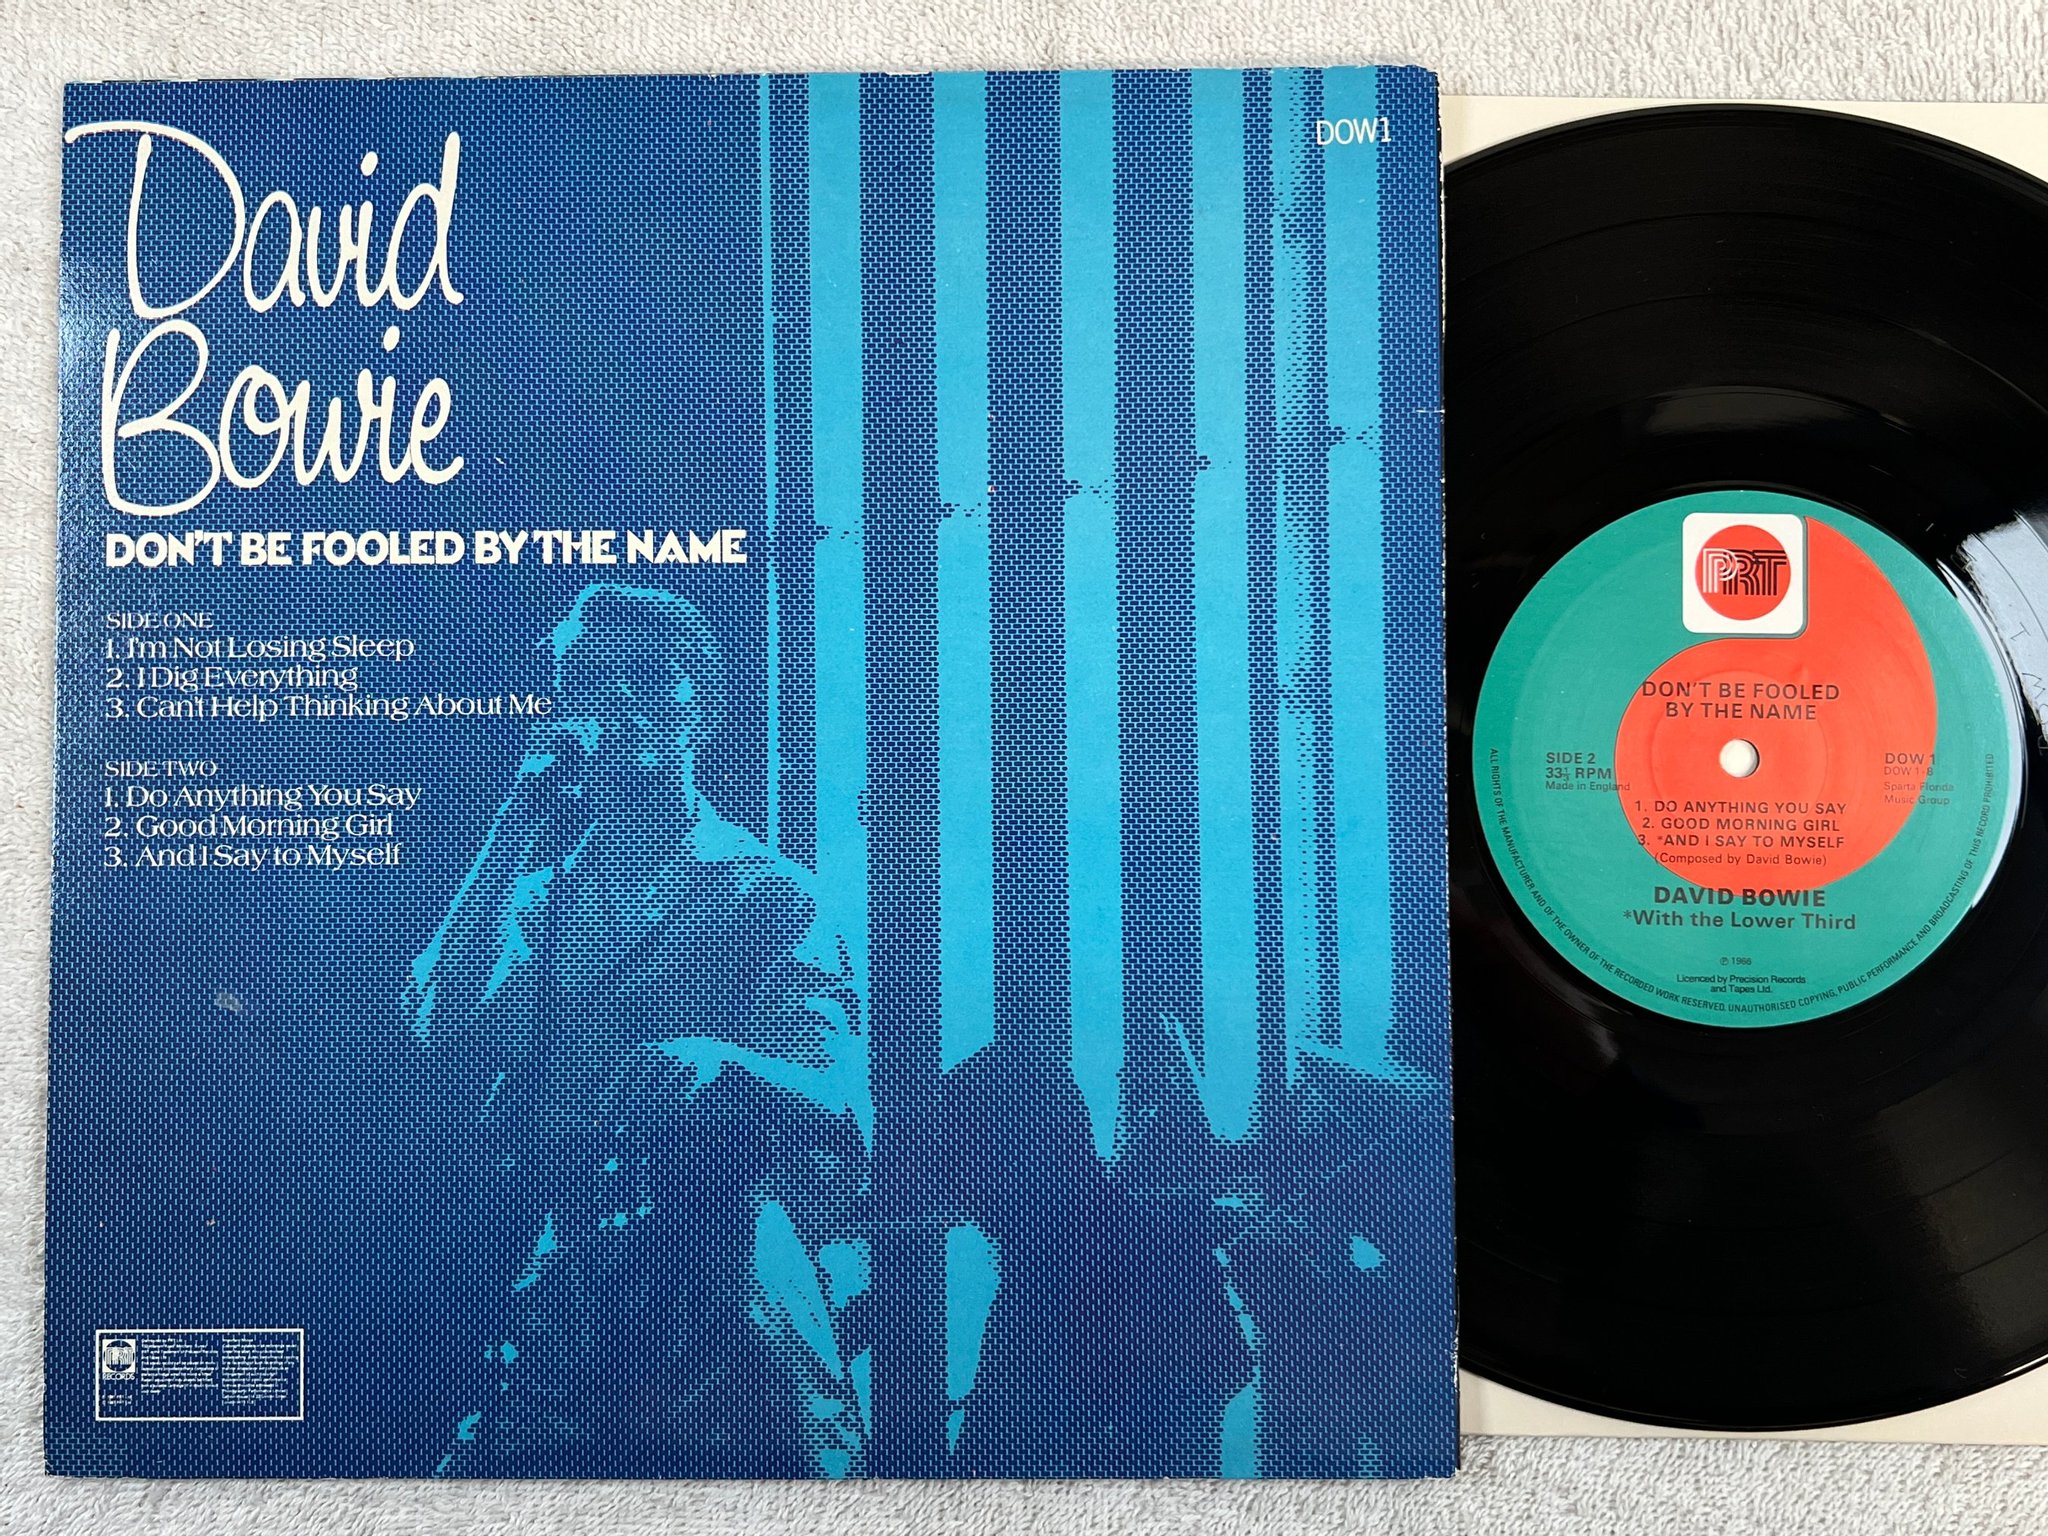 David
Bowie
DON'T BE FOOLED BY THE NAME
SIDE ONE
1. I'm Not Losing Sleep
2. I Dig Everything
3. Can't Help Thinking About Me
SIDE TWO
1. Do Anything You Say
2. Good Morning Girl
3. And I Say to Myself
DOW1
PRT
RECORDS
PRT
DON'T BE FOOLED
BY THE NAME
SIDE 2
33⅓ RPM
Made in England
DOW 1
DOW 1-B
Sparta Florida
Music Group
1. DO ANYTHING YOU SAY
2. GOOD MORNING GIRL
3. *AND I SAY TO MYSELF
(Composed by David Bowie)
DAVID BOWIE
*With the Lower Third
℗ 1966
Licenced by Precision Records
and Tapes Ltd.
ALL RIGHTS OF THE MANUFACTURER AND OF THE OWNER OF THE RECORDED WORK RESERVED. UNAUTHORISED COPYING, PUBLIC PERFORMANCE AND BROADCASTING OF THIS RECORD PROHIBITED